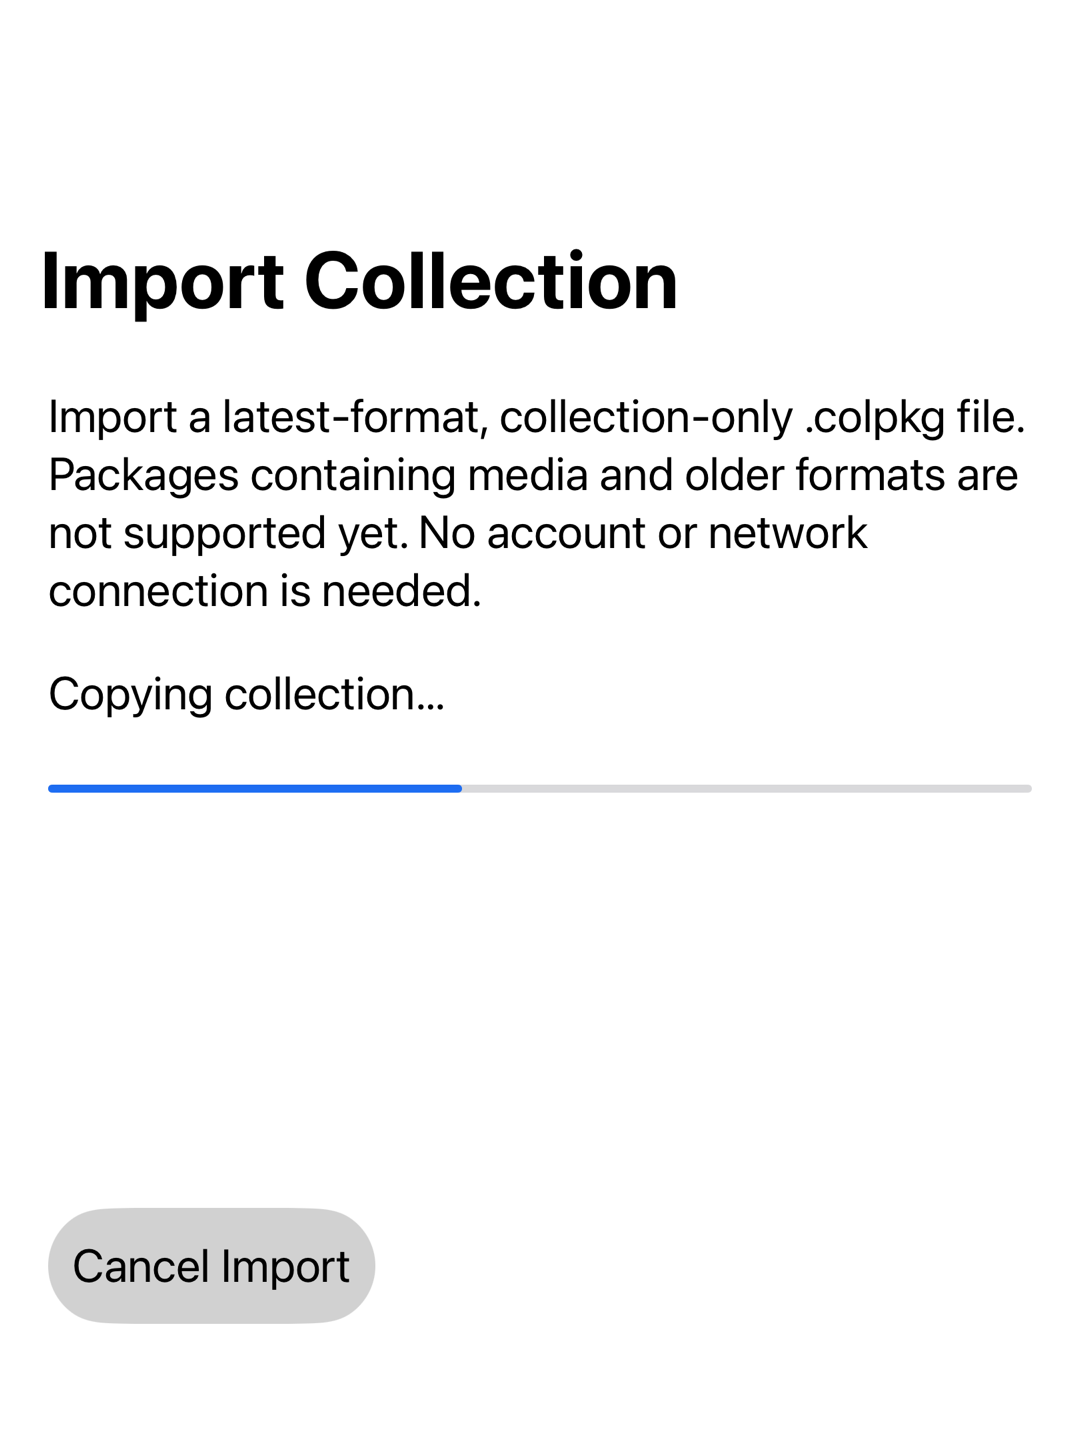 Import Collection
Import a latest-format, collection-only .colpkg file.
Packages containing media and older formats are
not supported yet. No account or network
connection is needed.
Copying collection…
Cancel Import